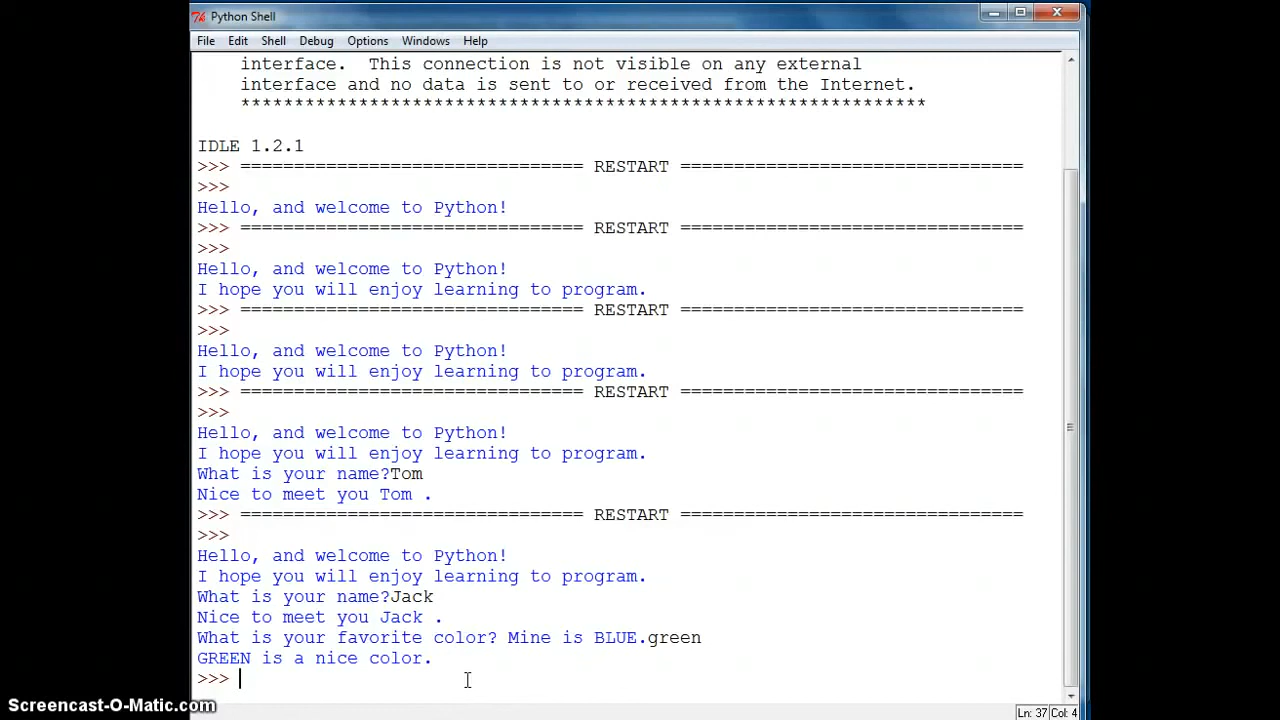 Python Shell
File Edit Shell Debug Options Windows Help
interface.  This connection is not visible on any external
interface and no data is sent to or received from the Internet.
****************************************************************
IDLE 1.2.1
>>> ================================ RESTART ================================
>>>
Hello, and welcome to Python!
>>> ================================ RESTART ================================
>>>
Hello, and welcome to Python!
I hope you will enjoy learning to program.
>>> ================================ RESTART ================================
>>>
Hello, and welcome to Python!
I hope you will enjoy learning to program.
>>> ================================ RESTART ================================
>>>
Hello, and welcome to Python!
I hope you will enjoy learning to program.
What is your name?Tom
Nice to meet you Tom .
>>> ================================ RESTART ================================
>>>
Hello, and welcome to Python!
I hope you will enjoy learning to program.
What is your name?Jack
Nice to meet you Jack .
What is your favorite color? Mine is BLUE.green
GREEN is a nice color.
>>>
Screencast-O-Matic.com
Ln: 37 Col: 4